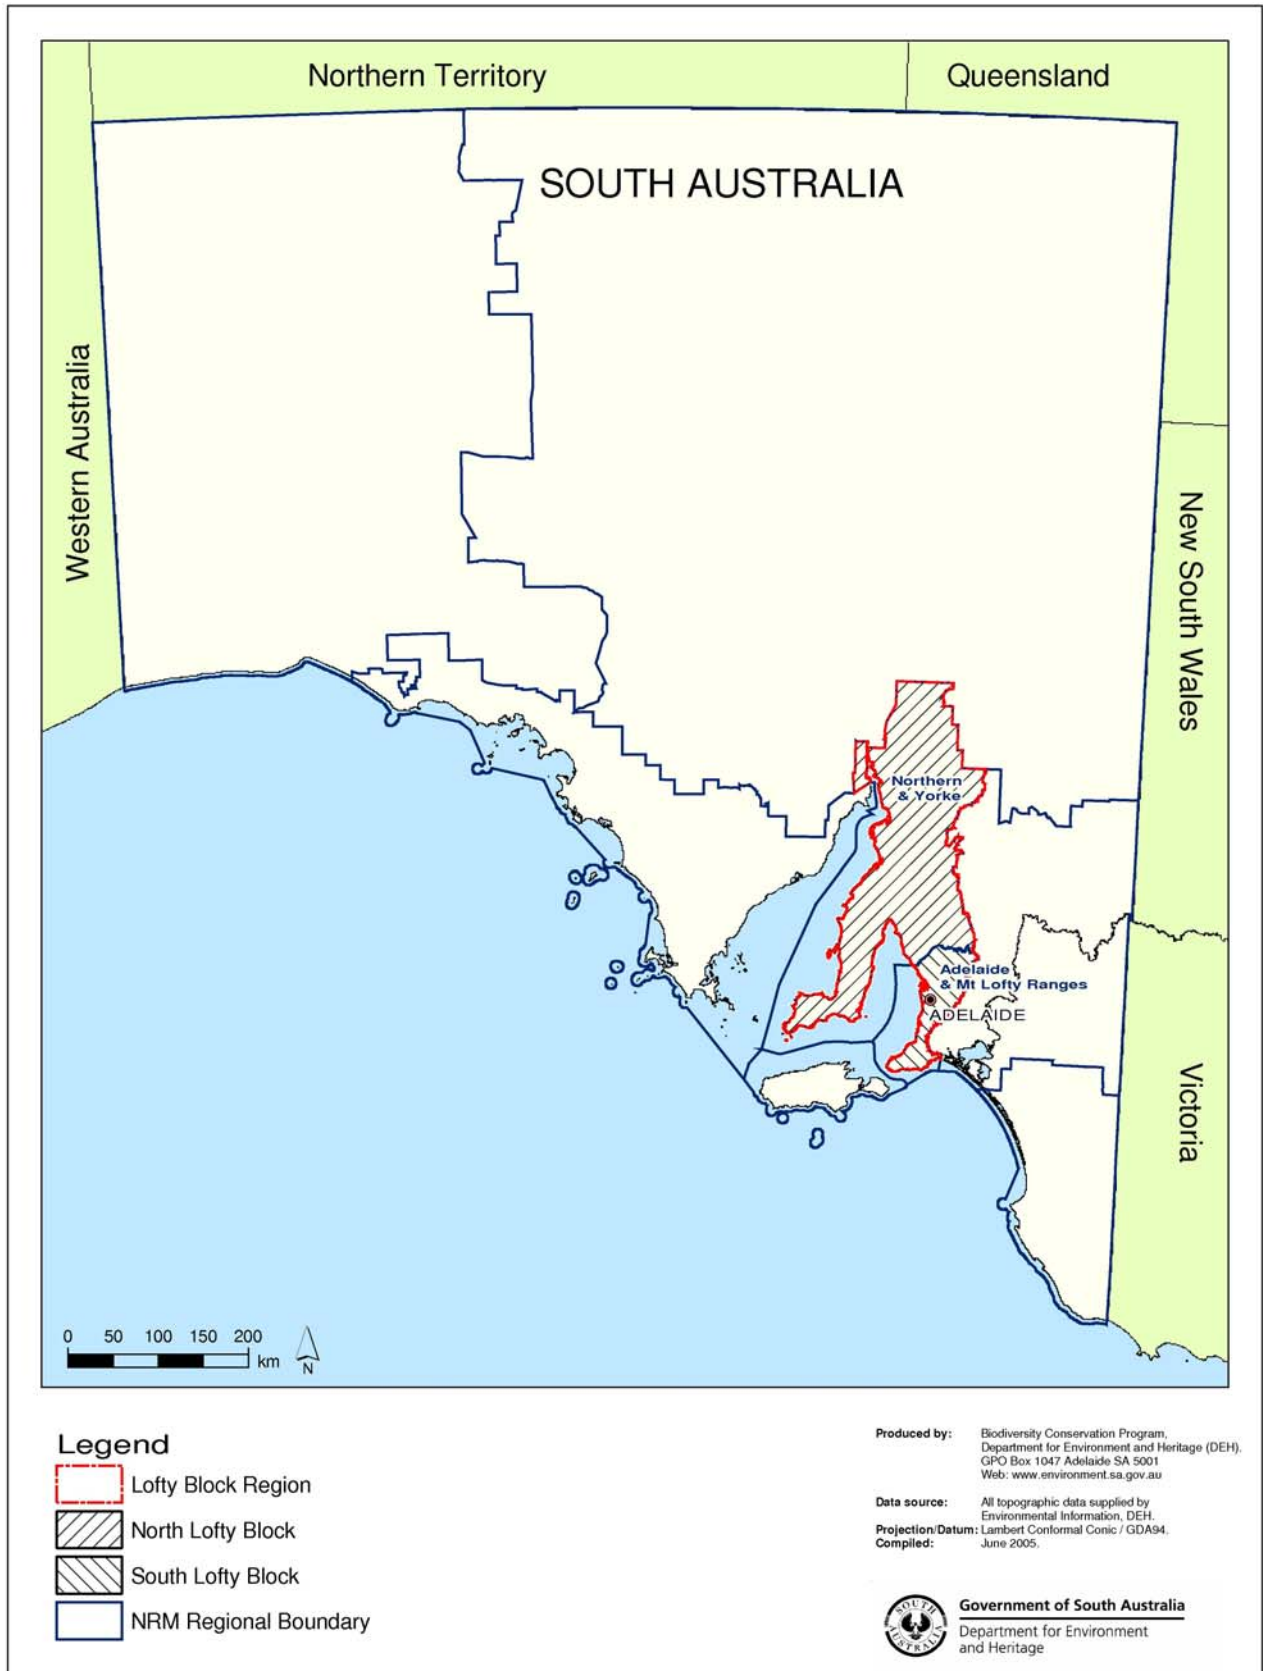 Northern Territory
Queensland
SOUTH AUSTRALIA
Western Australia
New South Wales
Northern
& Yorke
Adelaide
& Mt Lofty Ranges
ADELAIDE
Victoria
0 50 100 150 200
km
N
Legend
Lofty Block Region
North Lofty Block
South Lofty Block
NRM Regional Boundary
Produced by: Biodiversity Conservation Program,
Department for Environment and Heritage (DEH).
GPO Box 1047 Adelaide SA 5001
Web: www.environment.sa.gov.au
Data source: All topographic data supplied by
Environmental Information, DEH.
Projection/Datum: Lambert Conformal Conic / GDA94.
Compiled: June 2005.
SOUTH AUSTRALIA
Government of South Australia
Department for Environment
and Heritage